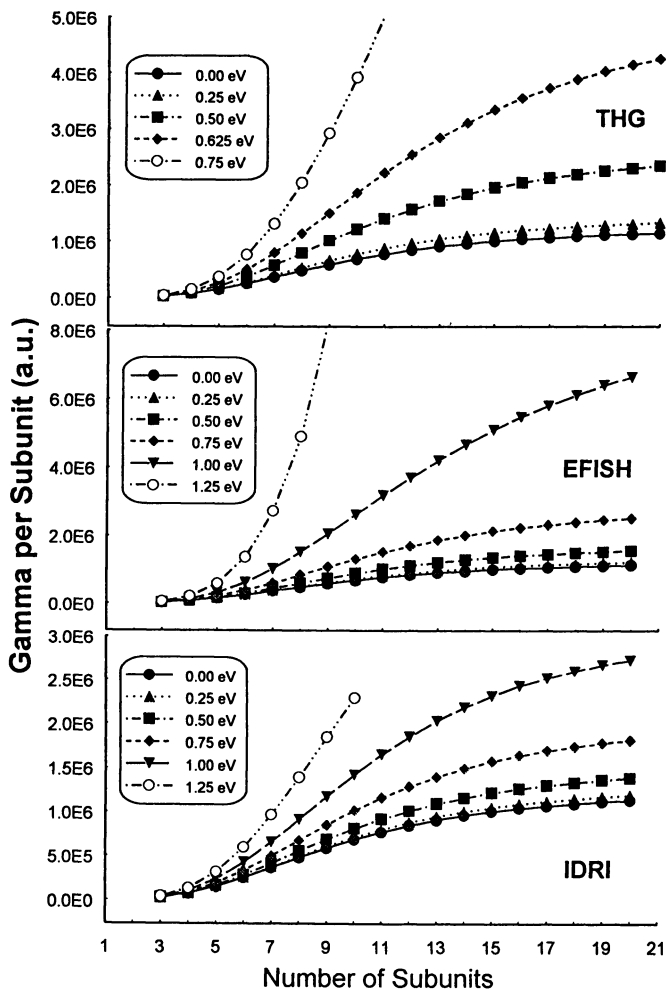 Gamma per Subunit (a.u.)
5.0E6
4.0E6
3.0E6
2.0E6
1.0E6
0.0E0
0.00 eV
0.25 eV
0.50 eV
0.625 eV
0.75 eV
THG
8.0E6
6.0E6
4.0E6
2.0E6
0.0E0
0.00 eV
0.25 eV
0.50 eV
0.75 eV
1.00 eV
1.25 eV
EFISH
3.0E6
2.5E6
2.0E6
1.5E6
1.0E6
5.0E5
0.0E0
0.00 eV
0.25 eV
0.50 eV
0.75 eV
1.00 eV
1.25 eV
IDRI
1 3 5 7 9 11 13 15 17 19 21
Number of Subunits